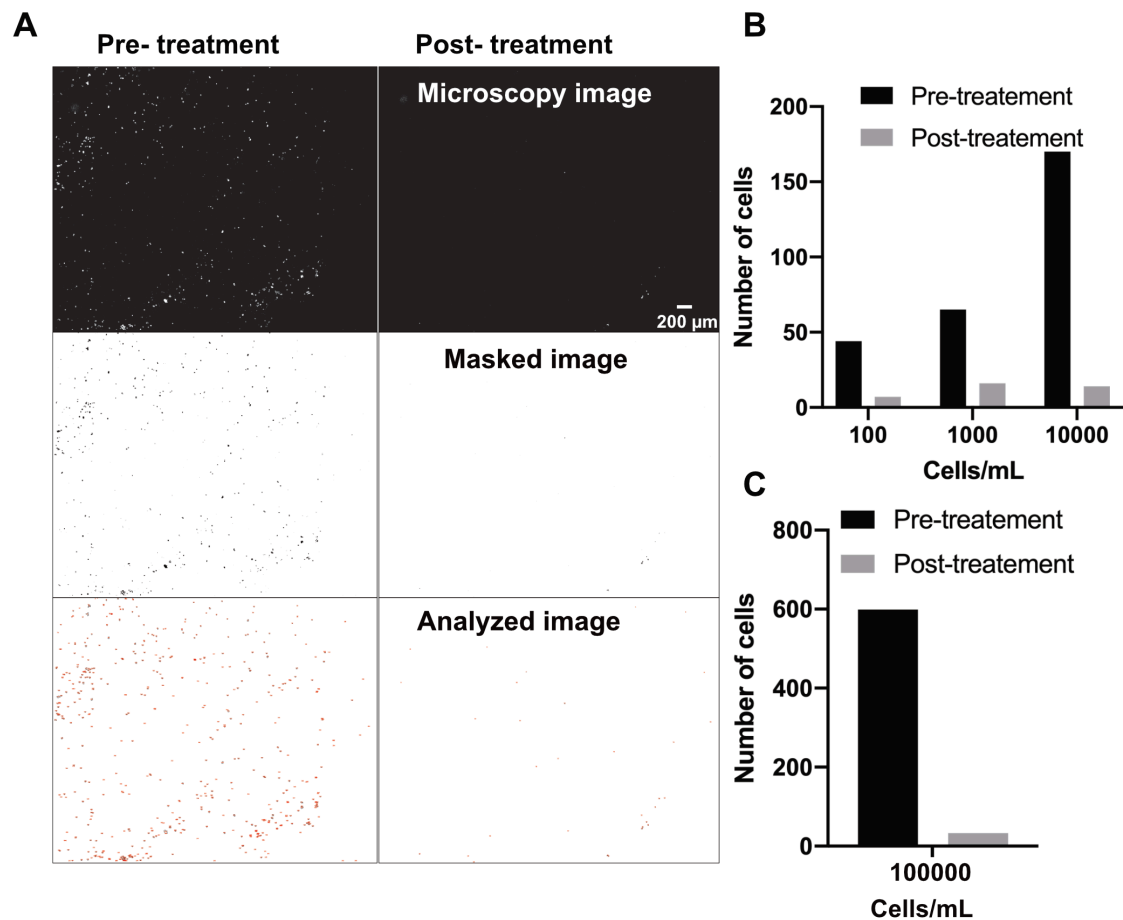 A
Pre- treatment
Post- treatment
Microscopy image
200 µm
Masked image
Analyzed image
B
Pre-treatement
Post-treatement
Number of cells
200
150
100
50
0
100
1000
10000
Cells/mL
C
Pre-treatement
Post-treatement
Number of cells
800
600
400
200
0
100000
Cells/mL